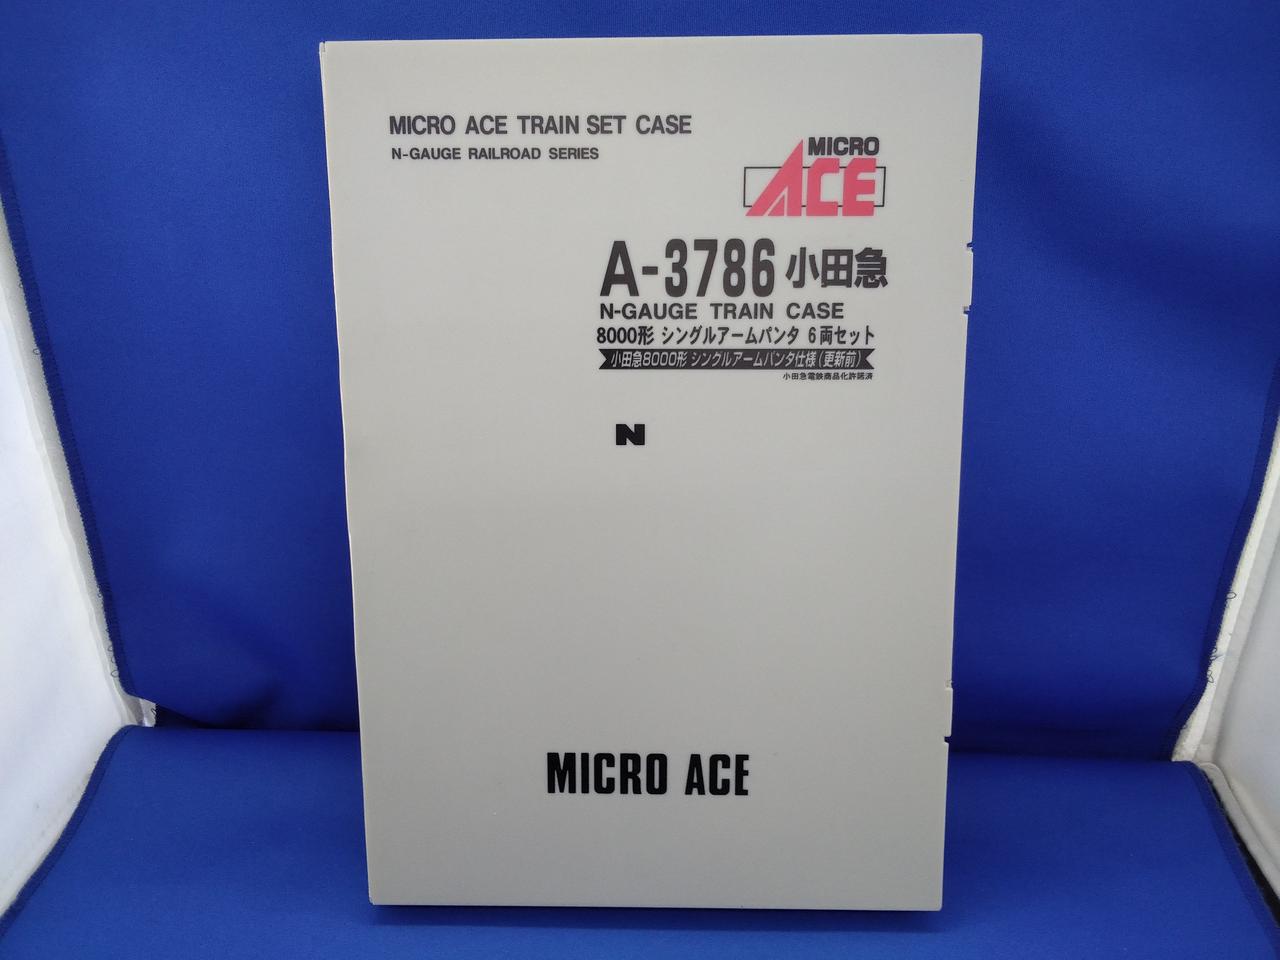 MICRO ACE TRAIN SET CASE
N-GAUGE RAILROAD SERIES
MICRO
ACE
A-3786 小田急
N-GAUGE TRAIN CASE
8000形 シングルアームパンタ 6両セット
小田急8000形 シングルアームパンタ仕様(更新前)
小田急電鉄商品化許諾済
N
MICRO ACE